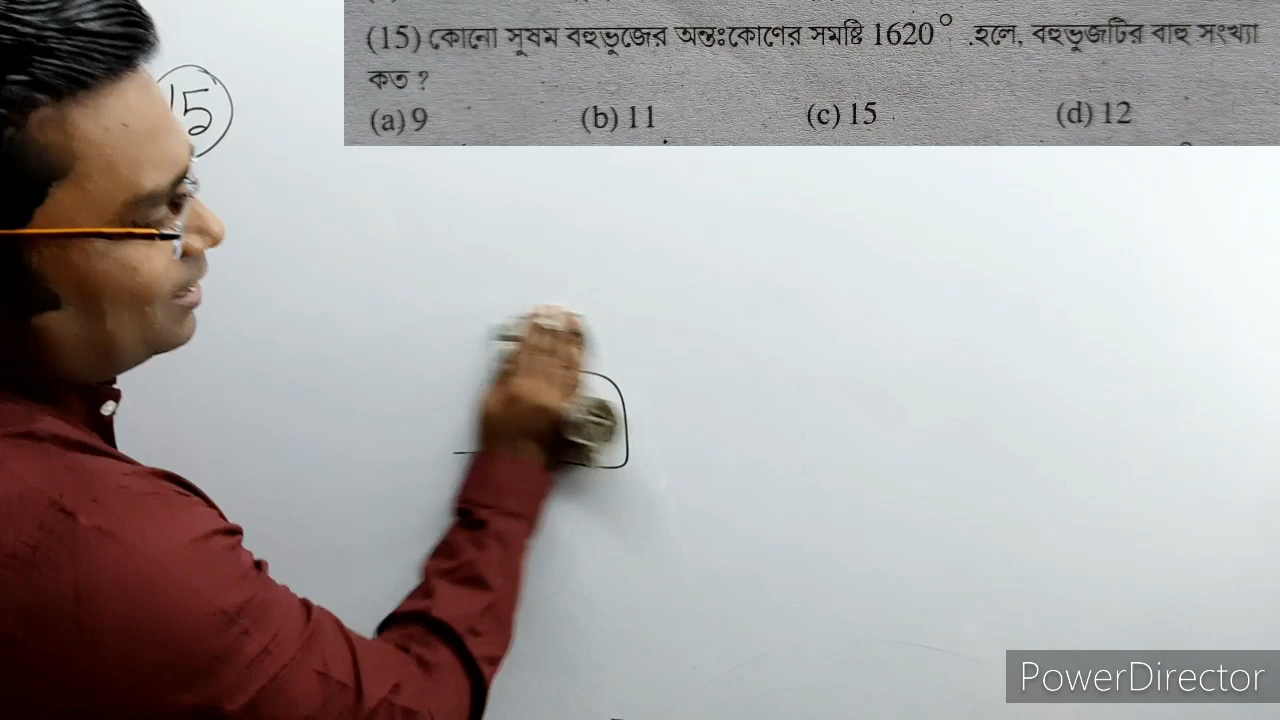 (15) কোনো সুষম বহুভুজের অন্তঃকোণের সমষ্টি 1620° .হলে, বহুভুজটির বাহু সংখ্যা
কত ?
(a) 9 (b) 11 (c) 15 (d) 12
15
PowerDirector